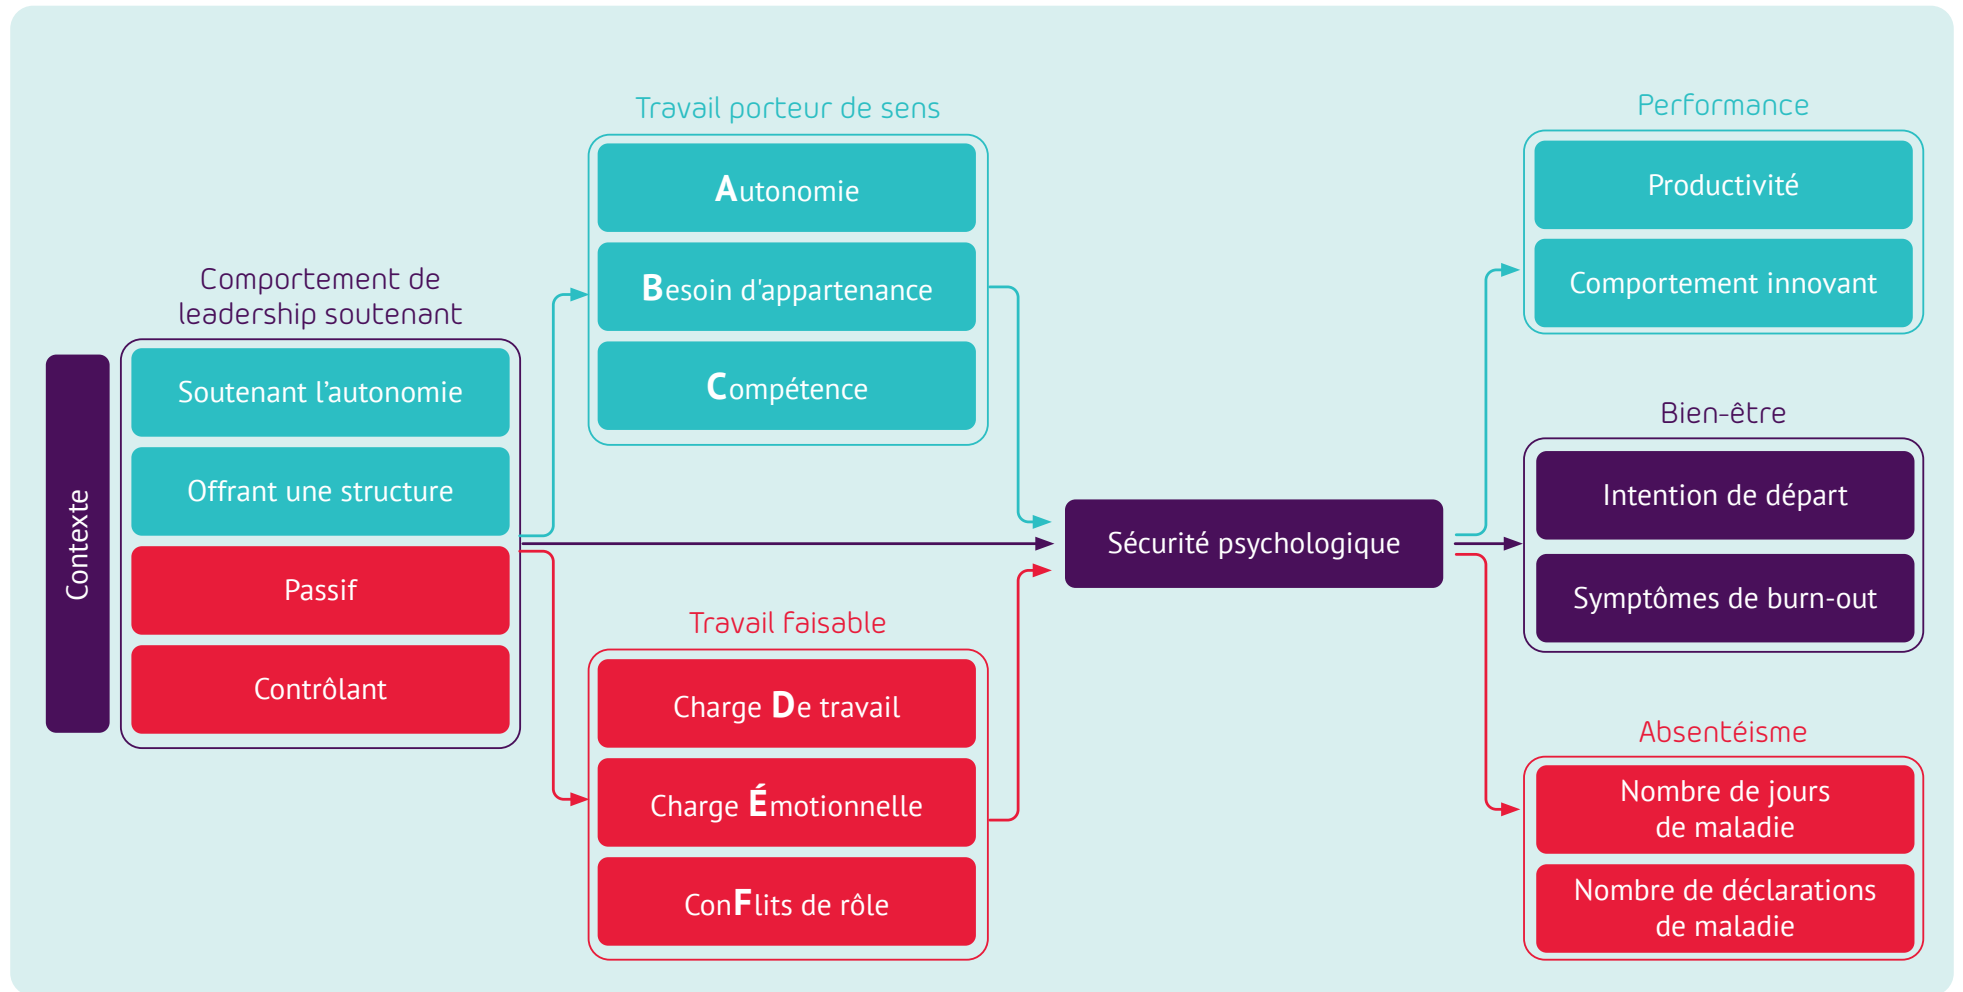 Contexte
Comportement de
leadership soutenant
Soutenant l’autonomie
Offrant une structure
Passif
Contrôlant
Travail porteur de sens
Autonomie
Besoin d'appartenance
Compétence
Travail faisable
Charge De travail
Charge Émotionnelle
ConFlits de rôle
Sécurité psychologique
Performance
Productivité
Comportement innovant
Bien-être
Intention de départ
Symptômes de burn-out
Absentéisme
Nombre de jours
de maladie
Nombre de déclarations
de maladie